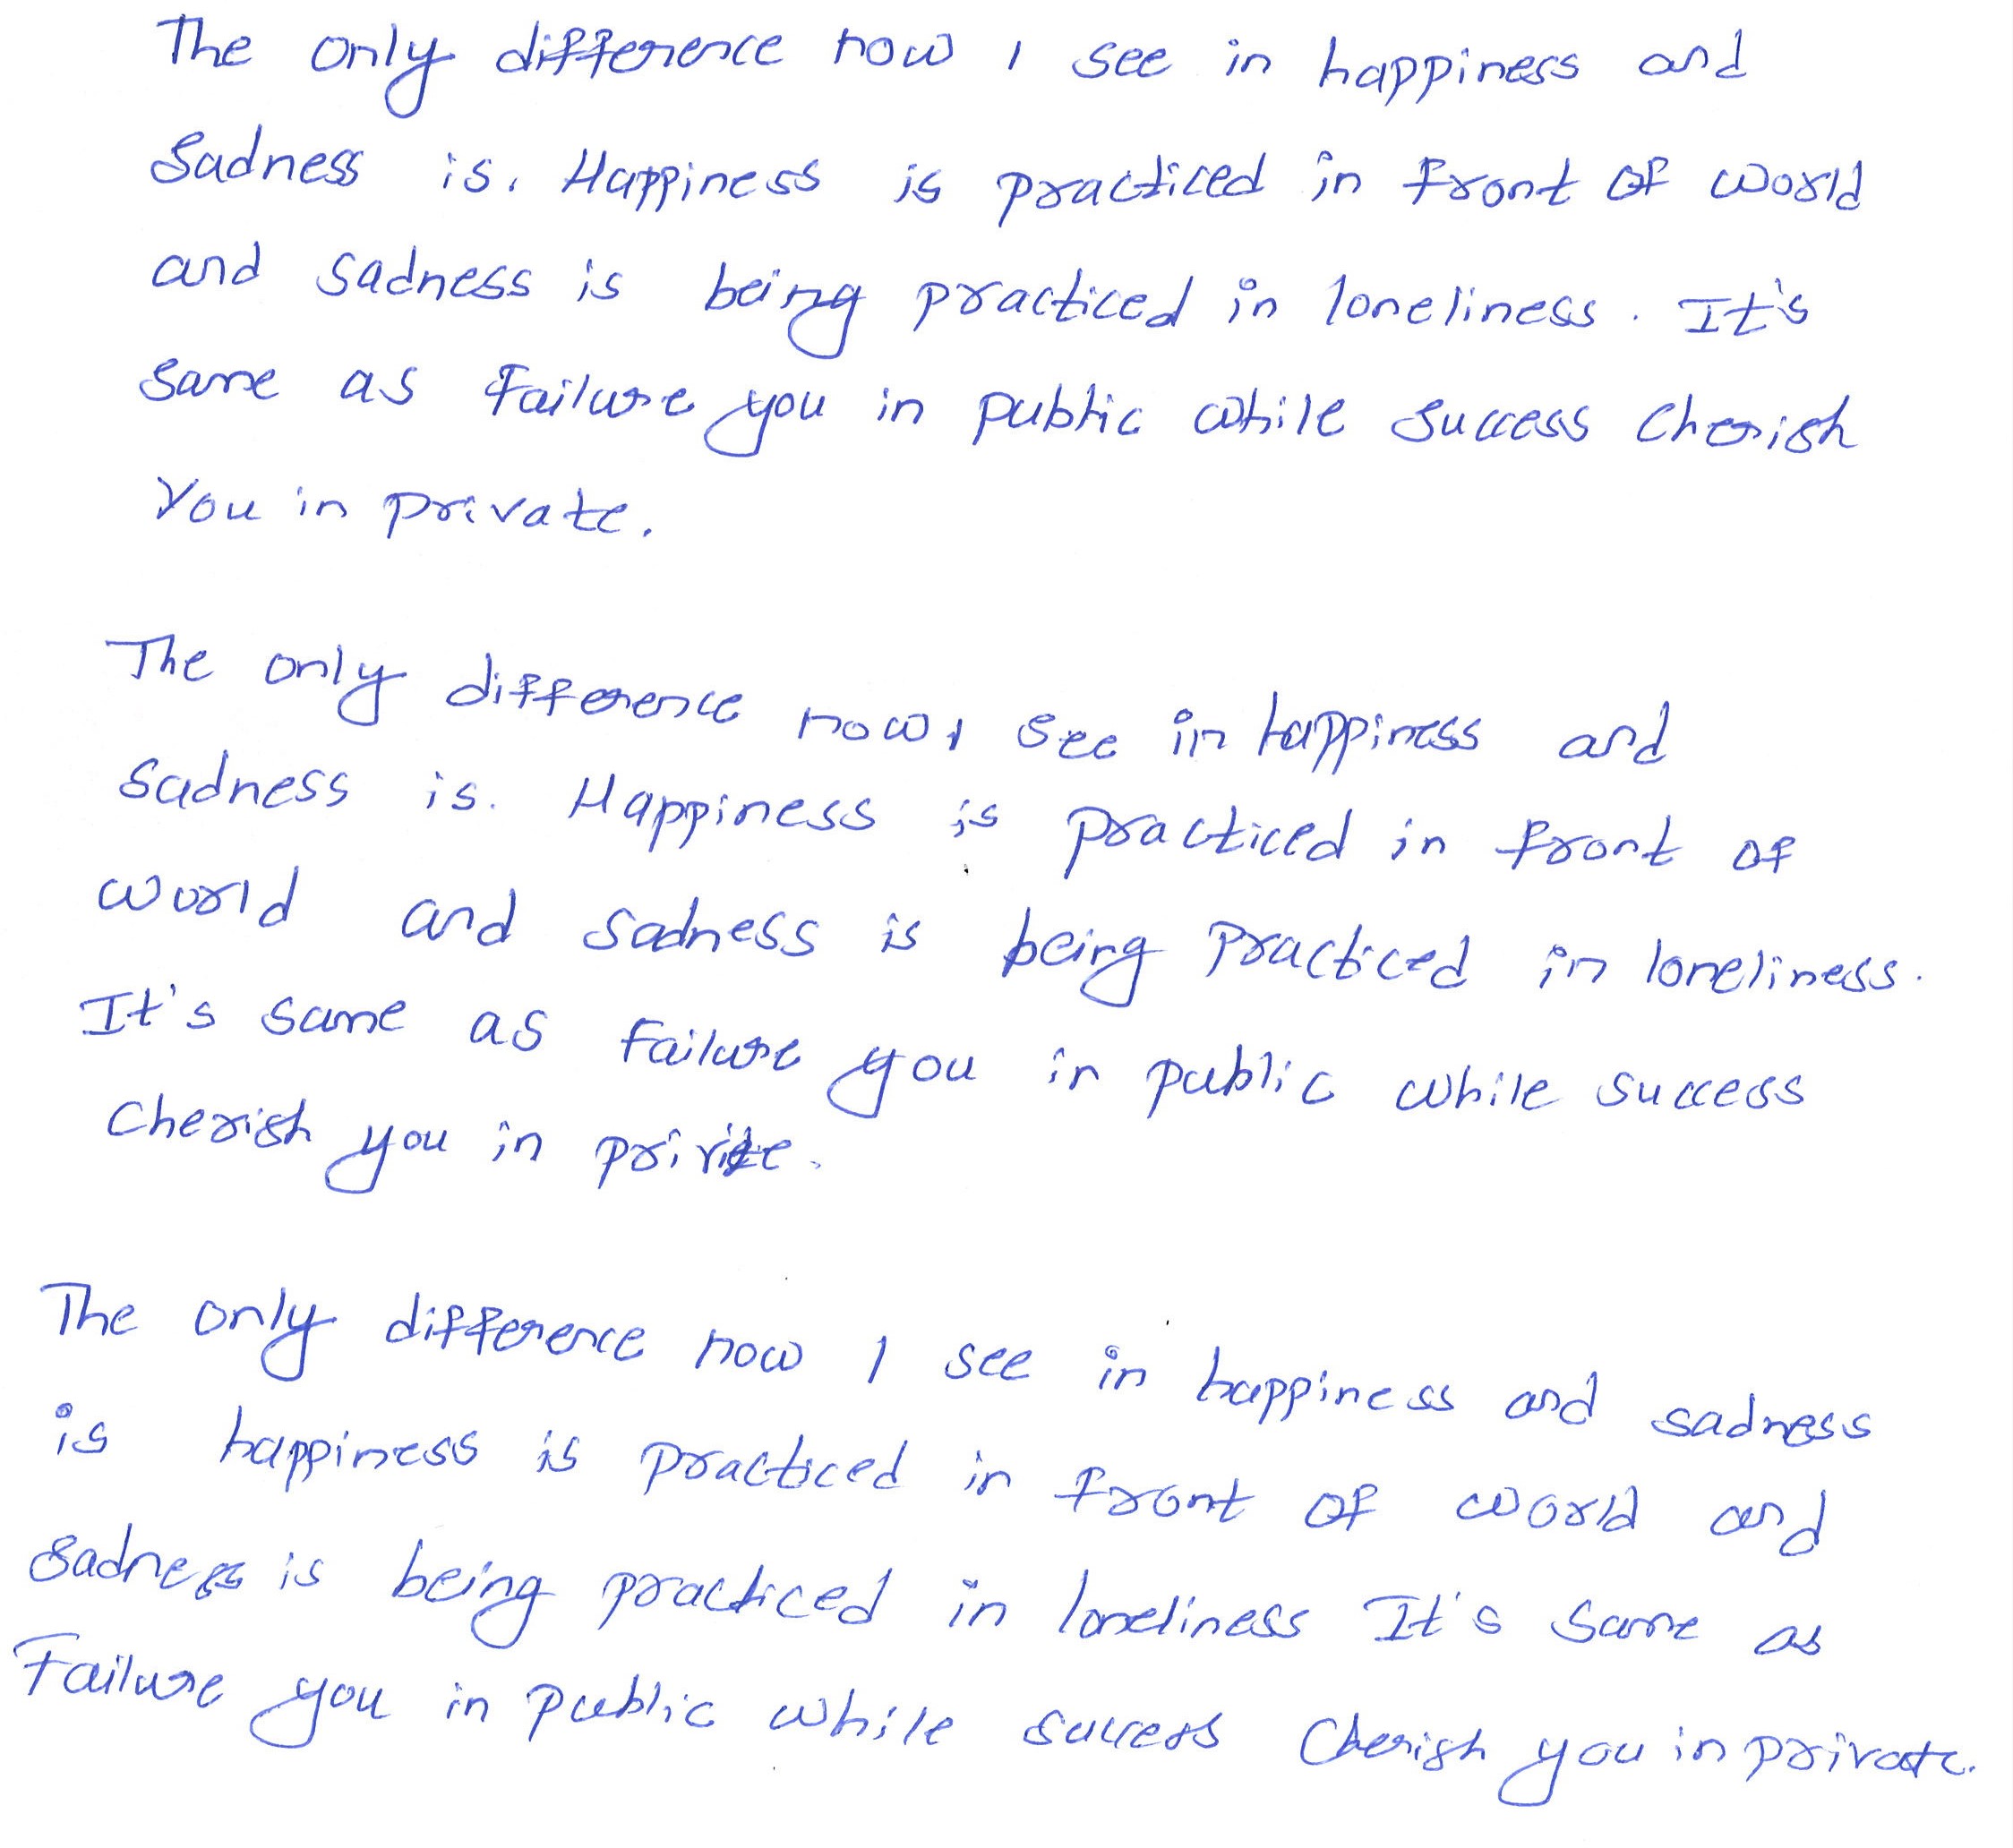 The only difference now I see in happiness and
Sadness is. Happiness is practiced in front of world
and sadness is being practiced in loneliness. It's
same as Failure you in public while success Cherish
You in private.
The only difference now I see in happiness and
Sadness is. Happiness is practiced in front of
world and sadness is being practiced in loneliness.
It's same as failure you in public while success
Cherish you in
The only difference now I see in happiness and sadness
is happiness is practiced in front of world and
sadness is being practiced in loneliness It's same as
Failure you in public while success Cherish you in private.